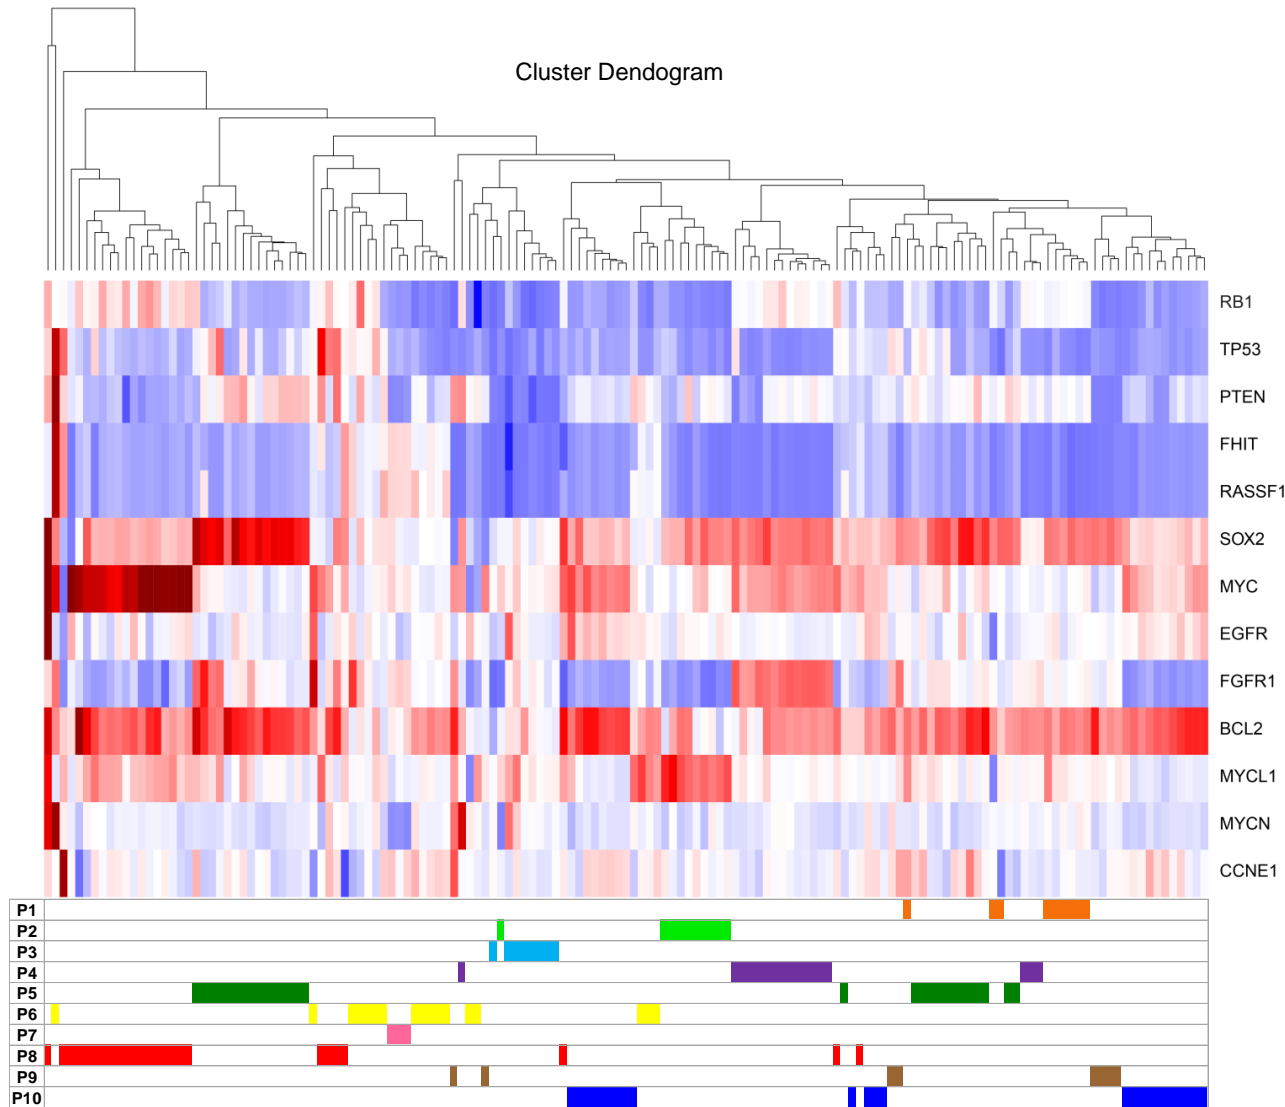 Cluster Dendogram
RB1
TP53
PTEN
FHIT
RASSF1
SOX2
MYC
EGFR
FGFR1
BCL2
MYCL1
MYCN
CCNE1
P1
P2
P3
P4
P5
P6
P7
P8
P9
P10